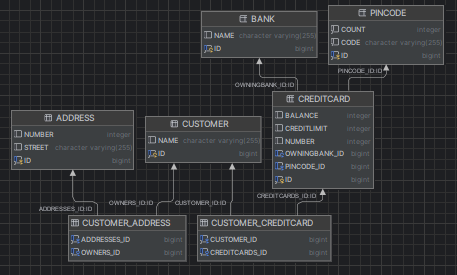 BANK
NAME character varying(255)
ID bigint
PINCODE
COUNT integer
CODE character varying(255)
ID bigint
OWNINGBANK_ID:ID
PINCODE_ID:ID
CREDITCARD
BALANCE integer
CREDITLIMIT integer
NUMBER integer
OWNINGBANK_ID bigint
PINCODE_ID bigint
ID bigint
ADDRESS
NUMBER integer
STREET character varying(255)
ID bigint
CUSTOMER
NAME character varying(255)
ID bigint
ADDRESSES_ID:ID
OWNERS_ID:ID
CUSTOMER_ID:ID
CREDITCARDS_ID:ID
CUSTOMER_ADDRESS
ADDRESSES_ID bigint
OWNERS_ID bigint
CUSTOMER_CREDITCARD
CUSTOMER_ID bigint
CREDITCARDS_ID bigint